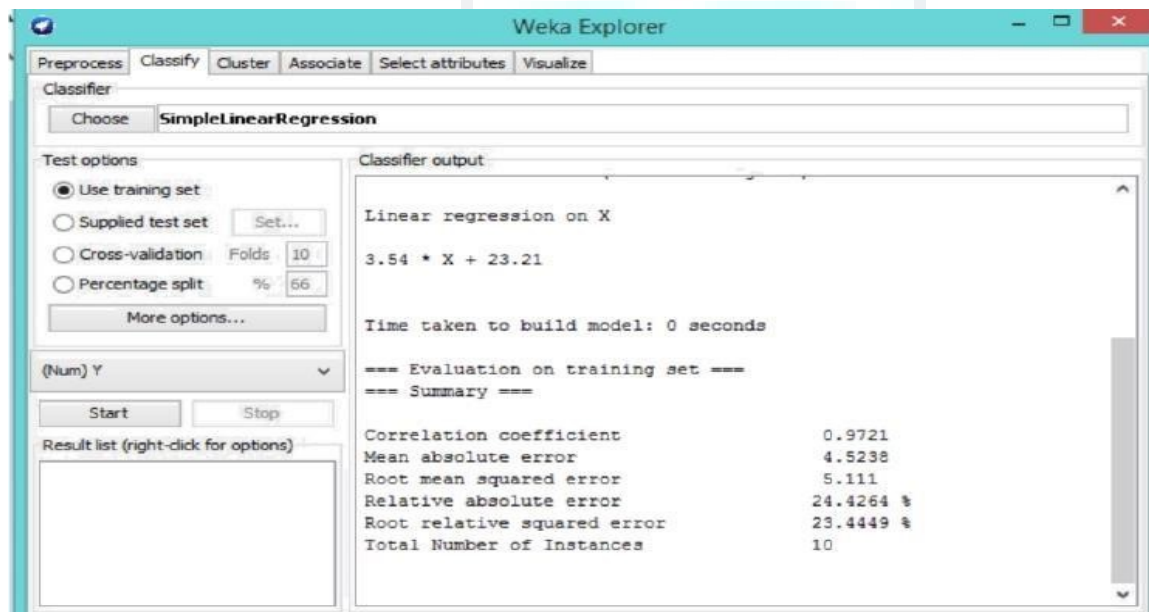 Weka Explorer
Preprocess Classify Cluster Associate Select attributes Visualize
Classifier
Choose SimpleLinearRegression
Test options
Use training set
Supplied test set Set...
Cross-validation Folds 10
Percentage split % 66
More options...
(Num) Y
Start Stop
Result list (right-click for options)
Classifier output
Linear regression on X
3.54 * X + 23.21
Time taken to build model: 0 seconds
=== Evaluation on training set ===
=== Summary ===
Correlation coefficient 0.9721
Mean absolute error 4.5238
Root mean squared error 5.111
Relative absolute error 24.4264 %
Root relative squared error 23.4449 %
Total Number of Instances 10